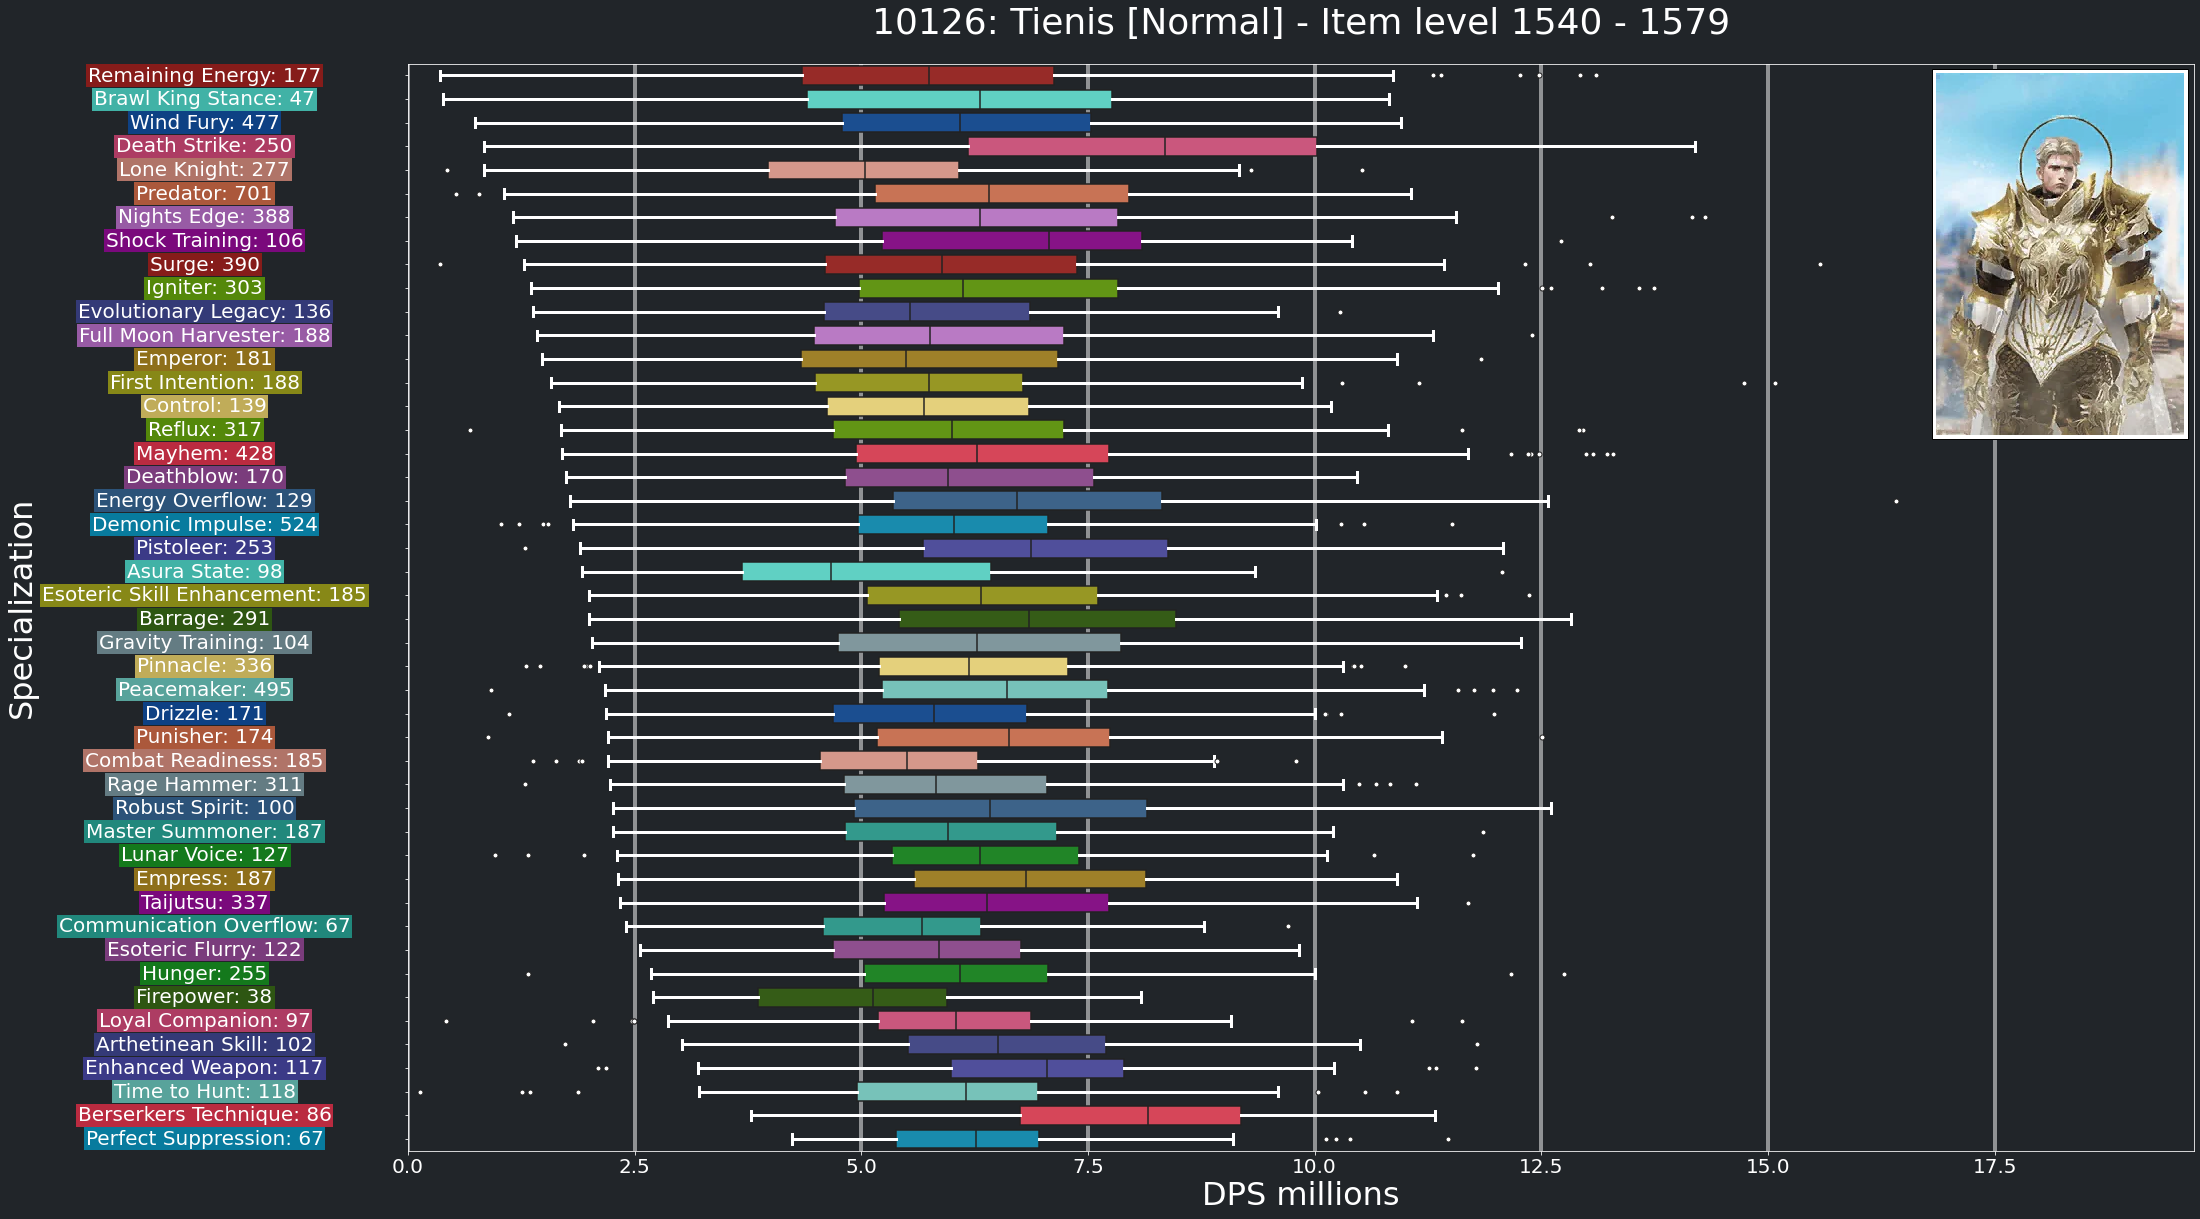 10126: Tienis [Normal] - Item level 1540 - 1579
Specialization
Remaining Energy: 177
Brawl King Stance: 47
Wind Fury: 477
Death Strike: 250
Lone Knight: 277
Predator: 701
Nights Edge: 388
Shock Training: 106
Surge: 390
Igniter: 303
Evolutionary Legacy: 136
Full Moon Harvester: 188
Emperor: 181
First Intention: 188
Control: 139
Reflux: 317
Mayhem: 428
Deathblow: 170
Energy Overflow: 129
Demonic Impulse: 524
Pistoleer: 253
Asura State: 98
Esoteric Skill Enhancement: 185
Barrage: 291
Gravity Training: 104
Pinnacle: 336
Peacemaker: 495
Drizzle: 171
Punisher: 174
Combat Readiness: 185
Rage Hammer: 311
Robust Spirit: 100
Master Summoner: 187
Lunar Voice: 127
Empress: 187
Taijutsu: 337
Communication Overflow: 67
Esoteric Flurry: 122
Hunger: 255
Firepower: 38
Loyal Companion: 97
Arthetinean Skill: 102
Enhanced Weapon: 117
Time to Hunt: 118
Berserkers Technique: 86
Perfect Suppression: 67
0.0 2.5 5.0 7.5 10.0 12.5 15.0 17.5
DPS millions